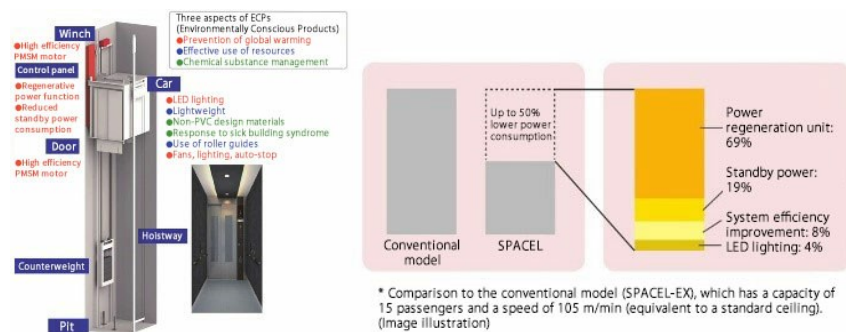 Three aspects of ECPs
(Environmentally Conscious Products)
●Prevention of global warming
●Effective use of resources
●Chemical substance management
Winch
●High efficiency
PMSM motor
Control panel
●Regenerative
power function
●Reduced
standby power
consumption
Door
●High efficiency
PMSM motor
Car
●LED lighting
●Lightweight
●Non-PVC design materials
●Response to sick building syndrome
●Use of roller guides
●Fans, lighting, auto-stop
Hoistway
Counterweight
Pit
Up to 50%
lower power
consumption
Conventional
model
SPACEL
Power
regeneration unit:
69%
Standby power:
19%
System efficiency
improvement: 8%
LED lighting: 4%
* Comparison to the conventional model (SPACEL-EX), which has a capacity of
15 passengers and a speed of 105 m/min (equivalent to a standard ceiling).
(Image illustration)